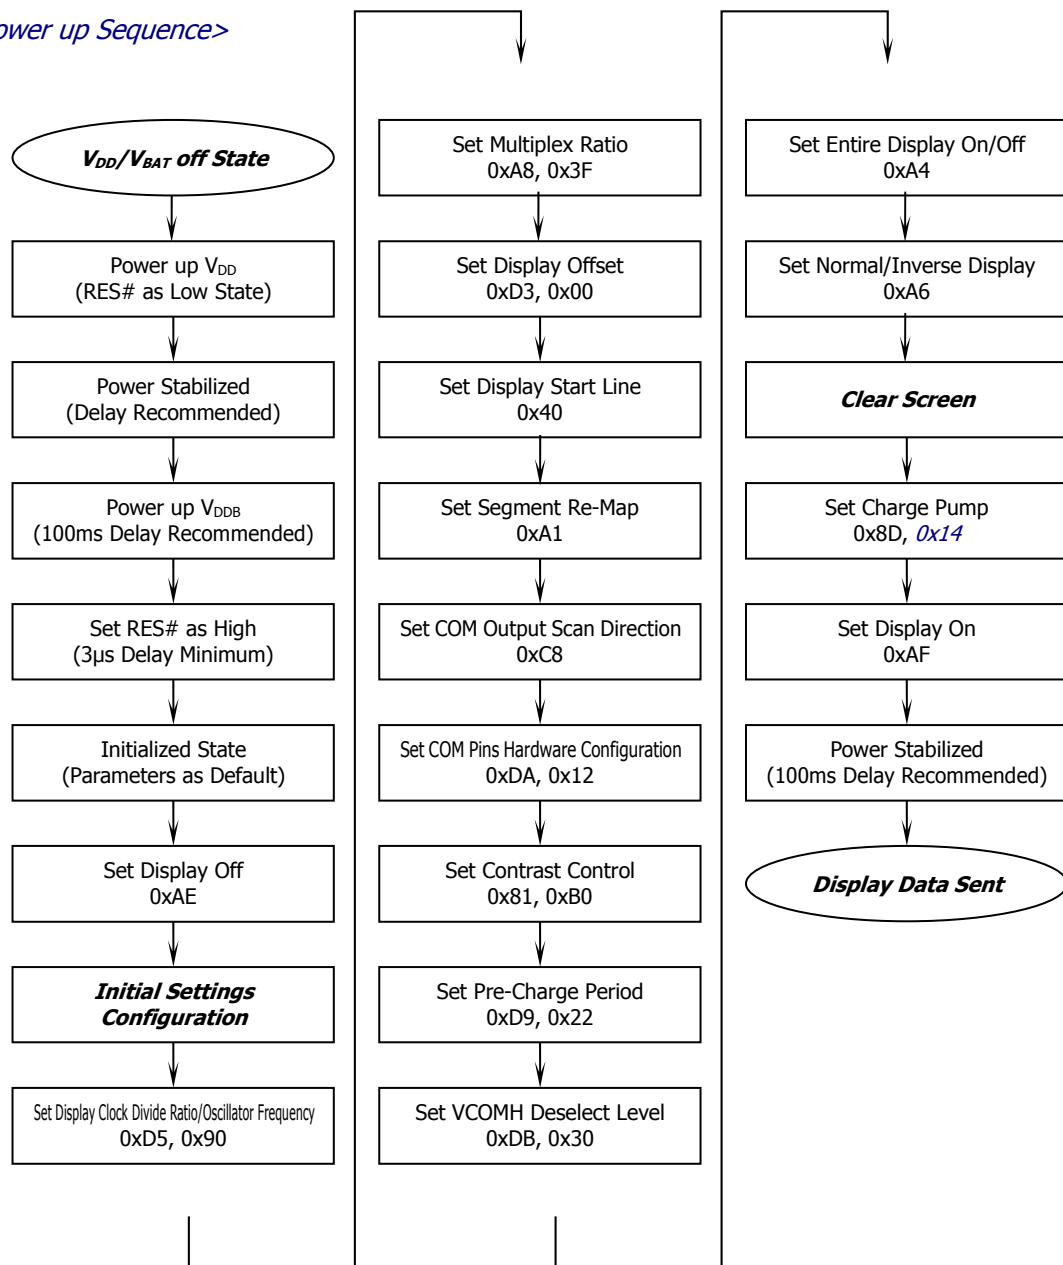 ower up Sequence>
VDD/VBAT off State
Power up VDD
(RES# as Low State)
Power Stabilized
(Delay Recommended)
Power up VDDB
(100ms Delay Recommended)
Set RES# as High
(3μs Delay Minimum)
Initialized State
(Parameters as Default)
Set Display Off
0xAE
Initial Settings
Configuration
Set Display Clock Divide Ratio/Oscillator Frequency
0xD5, 0x90
Set Multiplex Ratio
0xA8, 0x3F
Set Display Offset
0xD3, 0x00
Set Display Start Line
0x40
Set Segment Re-Map
0xA1
Set COM Output Scan Direction
0xC8
Set COM Pins Hardware Configuration
0xDA, 0x12
Set Contrast Control
0x81, 0xB0
Set Pre-Charge Period
0xD9, 0x22
Set VCOMH Deselect Level
0xDB, 0x30
Set Entire Display On/Off
0xA4
Set Normal/Inverse Display
0xA6
Clear Screen
Set Charge Pump
0x8D, 0x14
Set Display On
0xAF
Power Stabilized
(100ms Delay Recommended)
Display Data Sent